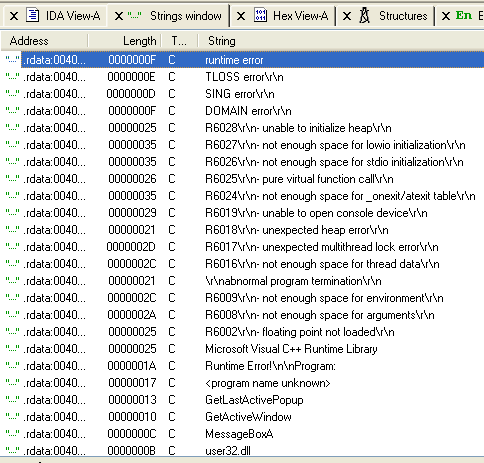 IDA View-A Strings window Hex View-A Structures En E
Address Length T... C String
.rdata:0040... 0000000F C runtime error
.rdata:0040... 0000000E C TLOSS error\r\n
.rdata:0040... 0000000D C SING error\r\n
.rdata:0040... 0000000F C DOMAIN error\r\n
.rdata:0040... 00000025 C R6028\r\n- unable to initialize heap\r\n
.rdata:0040... 00000035 C R6027\r\n- not enough space for lowio initialization\r\n
.rdata:0040... 00000035 C R6026\r\n- not enough space for stdio initialization\r\n
.rdata:0040... 00000026 C R6025\r\n- pure virtual function call\r\n
.rdata:0040... 00000035 C R6024\r\n- not enough space for _onexit/atexit table\r\n
.rdata:0040... 00000029 C R6019\r\n- unable to open console device\r\n
.rdata:0040... 00000021 C R6018\r\n- unexpected heap error\r\n
.rdata:0040... 0000002D C R6017\r\n- unexpected multithread lock error\r\n
.rdata:0040... 0000002C C R6016\r\n- not enough space for thread data\r\n
.rdata:0040... 00000021 C \r\nabnormal program termination\r\n
.rdata:0040... 0000002C C R6009\r\n- not enough space for environment\r\n
.rdata:0040... 0000002A C R6008\r\n- not enough space for arguments\r\n
.rdata:0040... 00000025 C R6002\r\n- floating point not loaded\r\n
.rdata:0040... 00000025 C Microsoft Visual C++ Runtime Library
.rdata:0040... 0000001A C Runtime Error!\n\nProgram:
.rdata:0040... 00000017 C <program name unknown>
.rdata:0040... 00000013 C GetLastActivePopup
.rdata:0040... 00000010 C GetActiveWindow
.rdata:0040... 0000000C C MessageBoxA
.rdata:0040... 0000000B C user32.dll